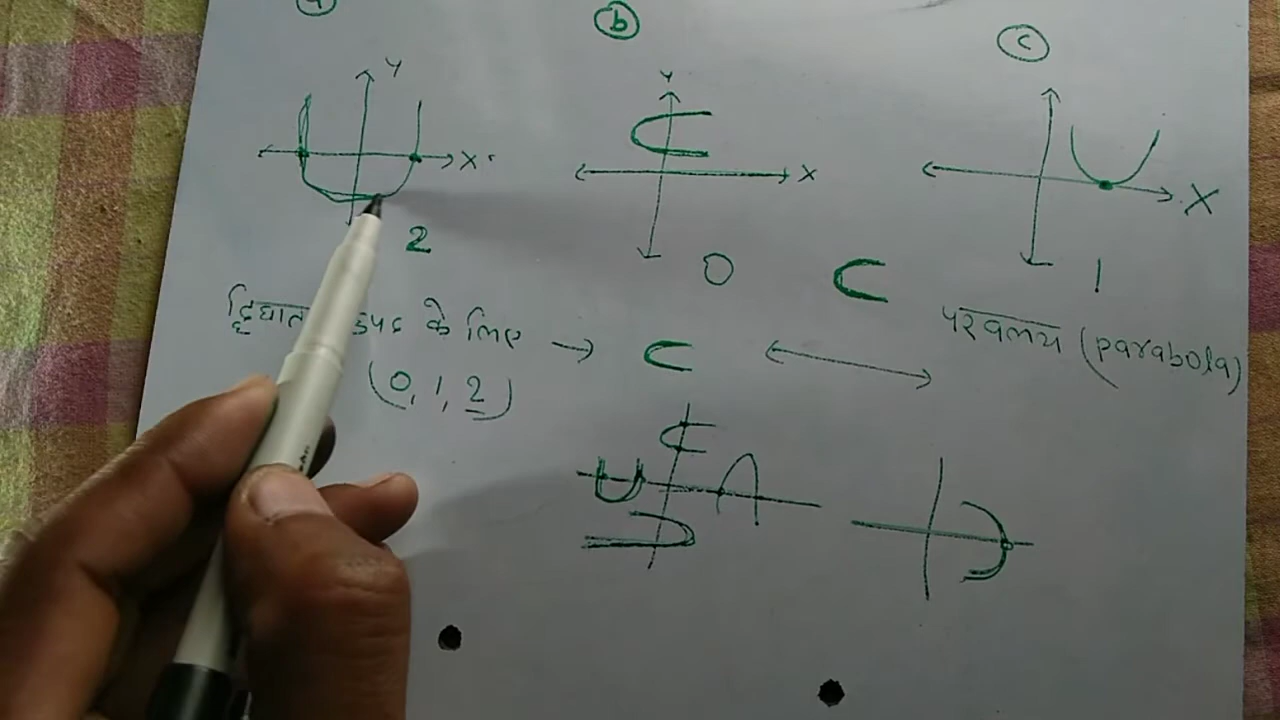 a b c
Y Y
X X X
2 0 1
द्विघात के लिए → परवलय (parabola)
(0, 1, 2)